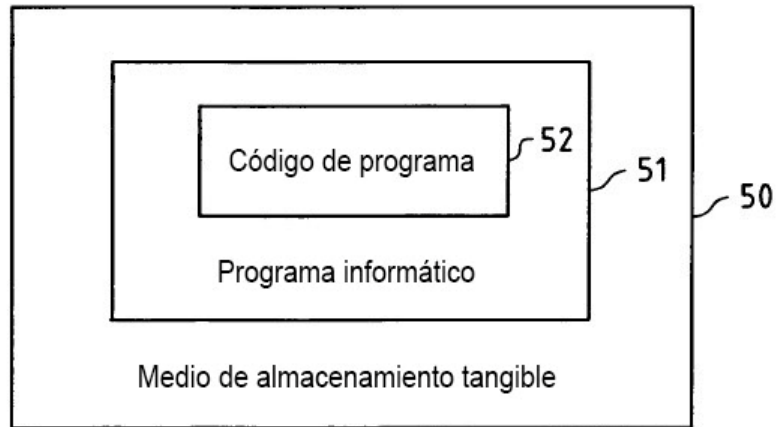 Código de programa
52
51
50
Programa informático
Medio de almacenamiento tangible